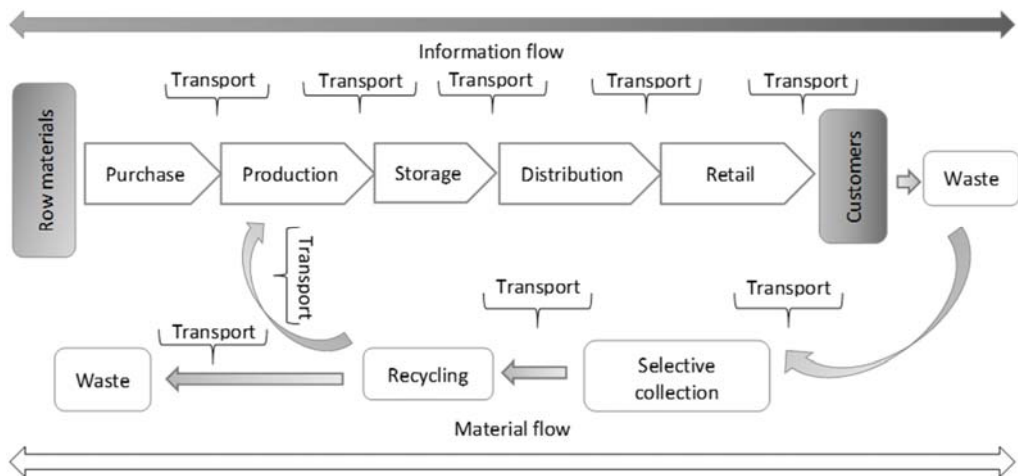 Information flow
Transport
Transport
Transport
Transport
Transport
Row materials
Purchase
Production
Storage
Distribution
Retail
Customers
Waste
Transport
Transport
Transport
Transport
Waste
Recycling
Selective
collection
Material flow